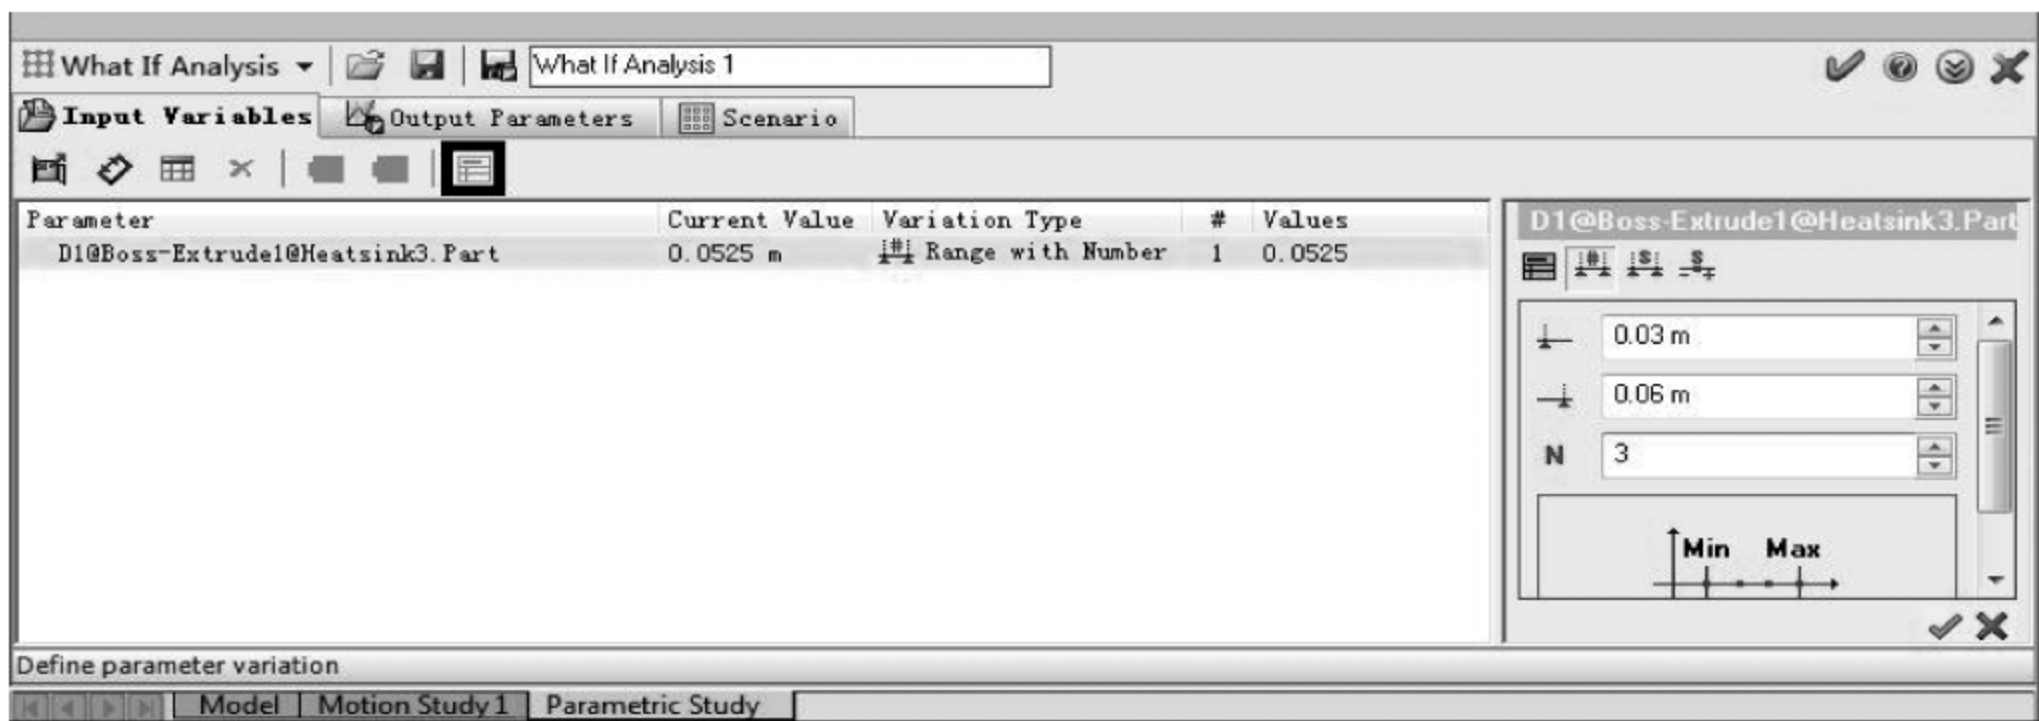 What If Analysis
What If Analysis 1
Input Variables
Output Parameters
Scenario
Parameter Current Value Variation Type # Values
D1@Boss-Extrude1@Heatsink3.Part 0.0525 m Range with Number 1 0.0525
D1@Boss-Extrude1@Heatsink3.Part
0.03 m
0.06 m
N 3
Min Max
Define parameter variation
Model Motion Study 1 Parametric Study